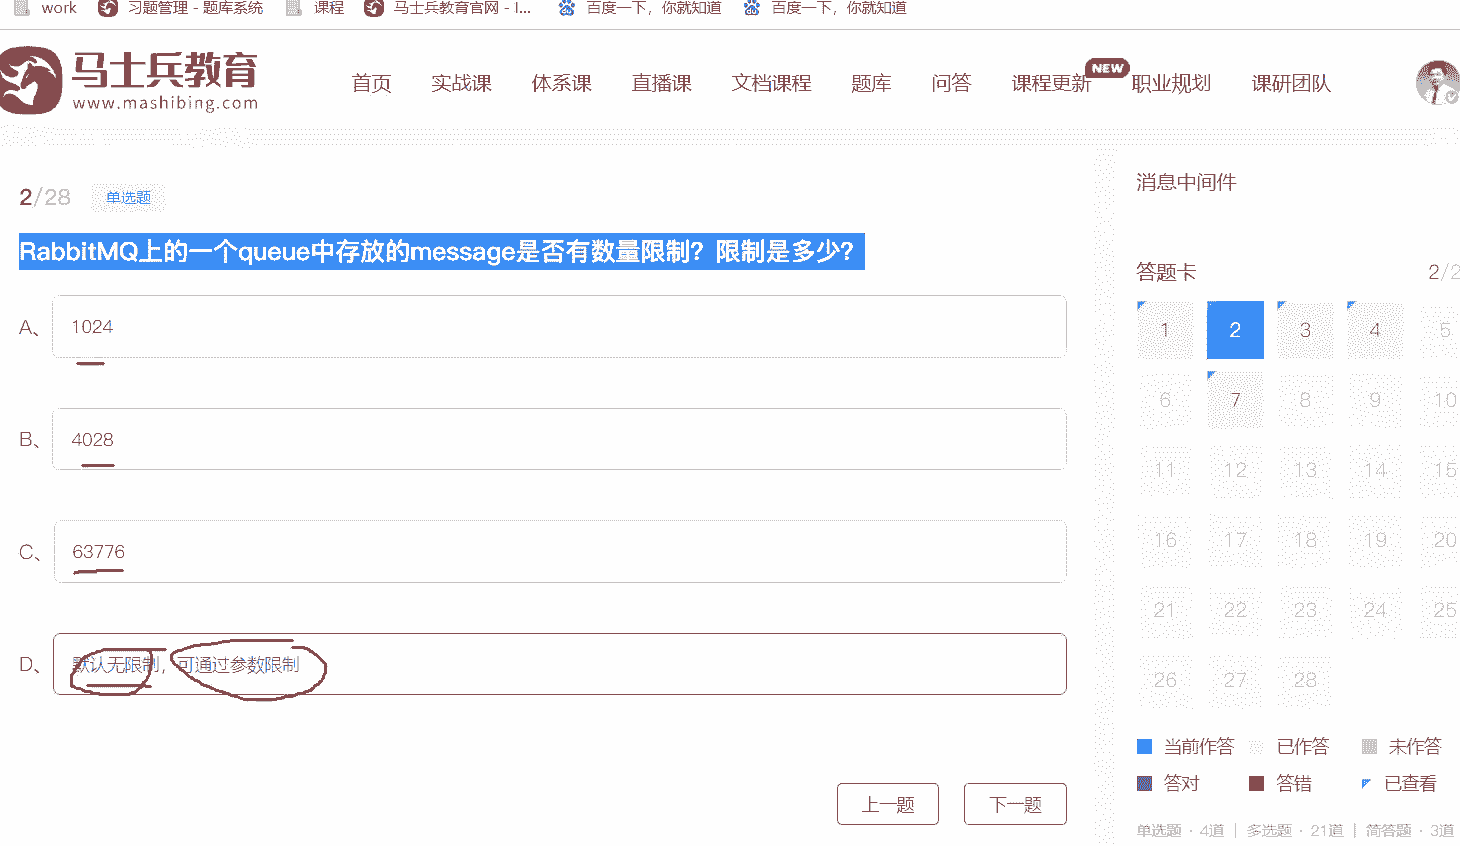 work 习题管理 - 题库系统 课程 马士兵教育官网 - I... 百度一下，你就知道 百度一下，你就知道
马士兵教育
www.mashibing.com
首页 实战课 体系课 直播课 文档课程 题库 问答 课程更新 NEW 职业规划 课研团队
2/28 单选题
RabbitMQ上的一个queue中存放的message是否有数量限制？限制是多少？
A、 1024
B、 4028
C、 63776
D、 默认无限制，可通过参数限制
上一题 下一题
消息中间件
答题卡 2/2
1 2 3 4 5
6 7 8 9 10
11 12 13 14 15
16 17 18 19 20
21 22 23 24 25
26 27 28
当前作答 已作答 未作答
答对 答错 已查看
单选题 · 4道 | 多选题 · 21道 | 简答题 · 3道